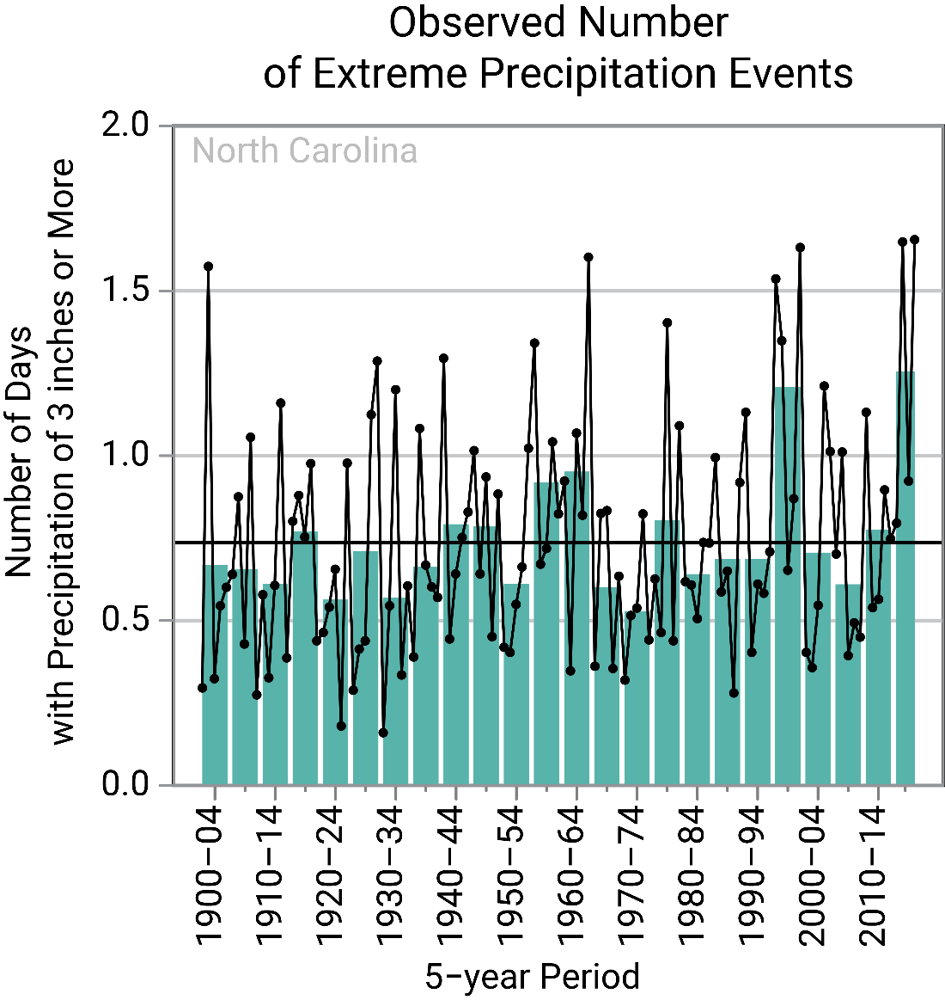 Observed Number
of Extreme Precipitation Events
North Carolina
Number of Days
with Precipitation of 3 inches or More
2.0
1.5
1.0
0.5
0.0
1900−04
1910−14
1920−24
1930−34
1940−44
1950−54
1960−64
1970−74
1980−84
1990−94
2000−04
2010−14
5−year Period